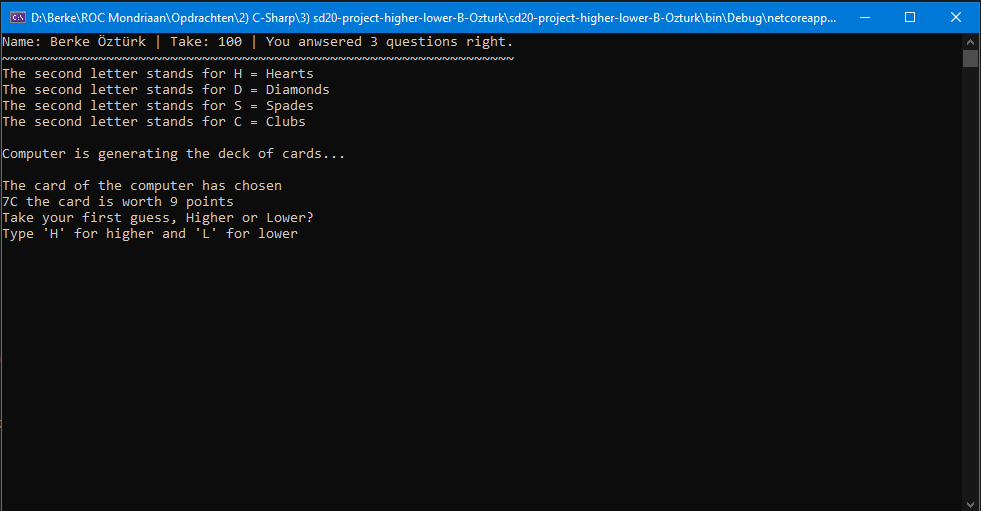 D:\Berke\ROC Mondriaan\Opdrachten\2) C-Sharp\3) sd20-project-higher-lower-B-Ozturk\sd20-project-higher-lower-B-Ozturk\bin\Debug\netcoreapp...
Name: Berke Öztürk | Take: 100 | You anwsered 3 questions right.
~~~~~~~~~~~~~~~~~~~~~~~~~~~~~~~~~~~~~~~~~~~~~~~~~~~~~~~~~~~~~~~~
The second letter stands for H = Hearts
The second letter stands for D = Diamonds
The second letter stands for S = Spades
The second letter stands for C = Clubs
Computer is generating the deck of cards...
The card of the computer has chosen
7C the card is worth 9 points
Take your first guess, Higher or Lower?
Type 'H' for higher and 'L' for lower